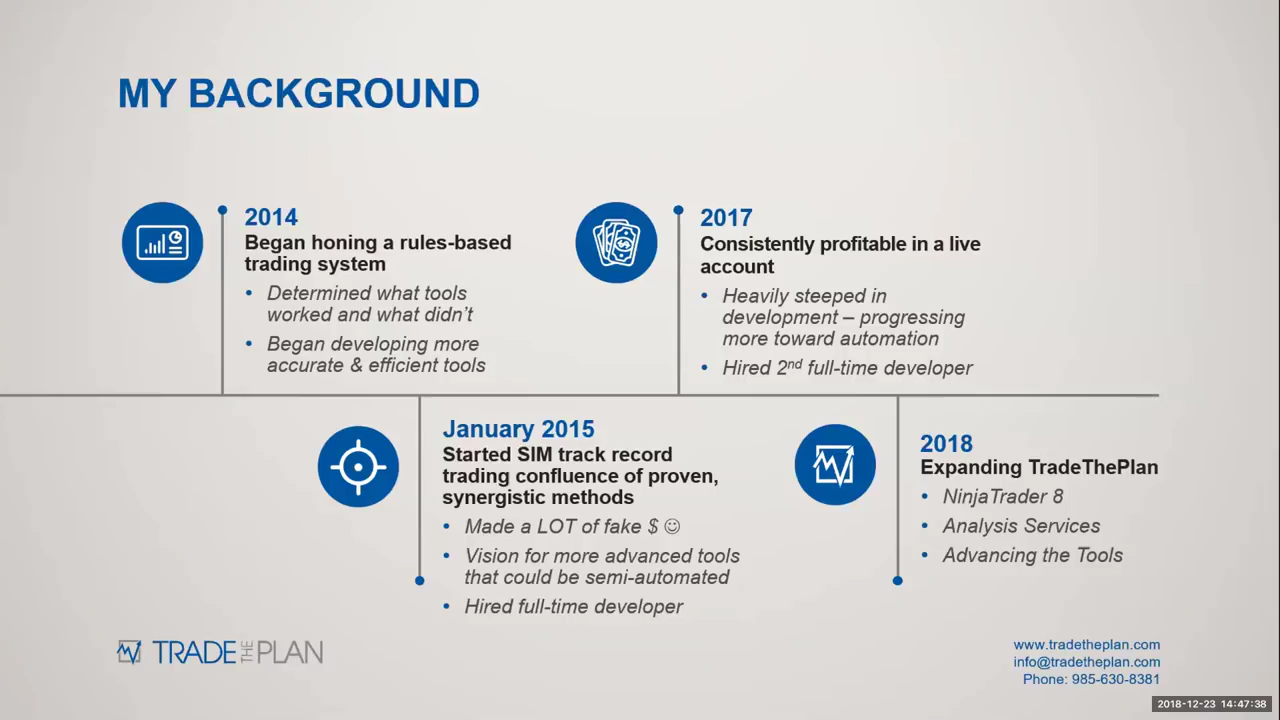 MY BACKGROUND
2014
Began honing a rules-based
trading system
• Determined what tools
worked and what didn’t
• Began developing more
accurate & efficient tools
January 2015
Started SIM track record
trading confluence of proven,
synergistic methods
• Made a LOT of fake $ ☺
• Vision for more advanced tools
that could be semi-automated
• Hired full-time developer
2017
Consistently profitable in a live
account
• Heavily steeped in
development – progressing
more toward automation
• Hired 2nd full-time developer
2018
Expanding TradeThePlan
• NinjaTrader 8
• Analysis Services
• Advancing the Tools
TRADE THE PLAN
www.tradetheplan.com
info@tradetheplan.com
Phone: 985-630-8381
2018-12-23 14:47:38